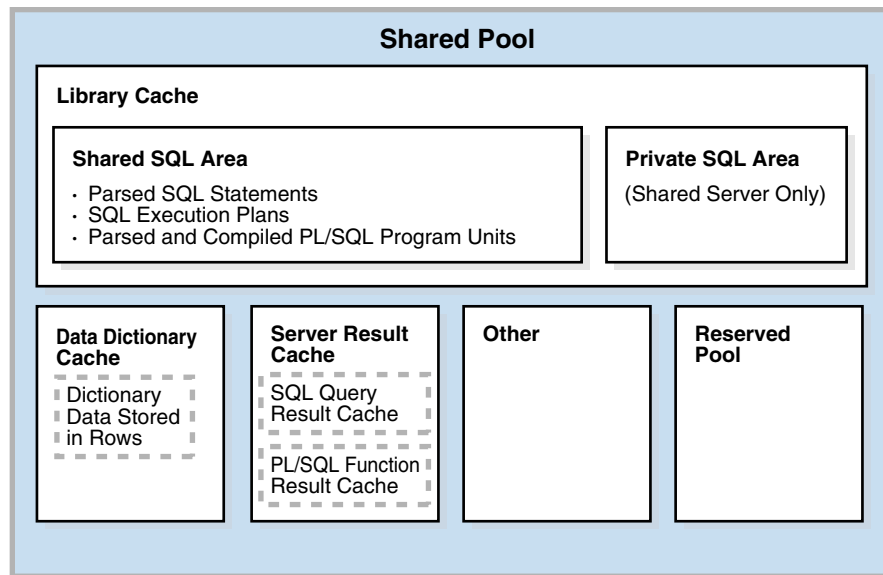 Shared Pool
Library Cache
Shared SQL Area
· Parsed SQL Statements
· SQL Execution Plans
· Parsed and Compiled PL/SQL Program Units
Private SQL Area
(Shared Server Only)
Data Dictionary
Cache
Dictionary
Data Stored
in Rows
Server Result
Cache
SQL Query
Result Cache
PL/SQL Function
Result Cache
Other
Reserved
Pool